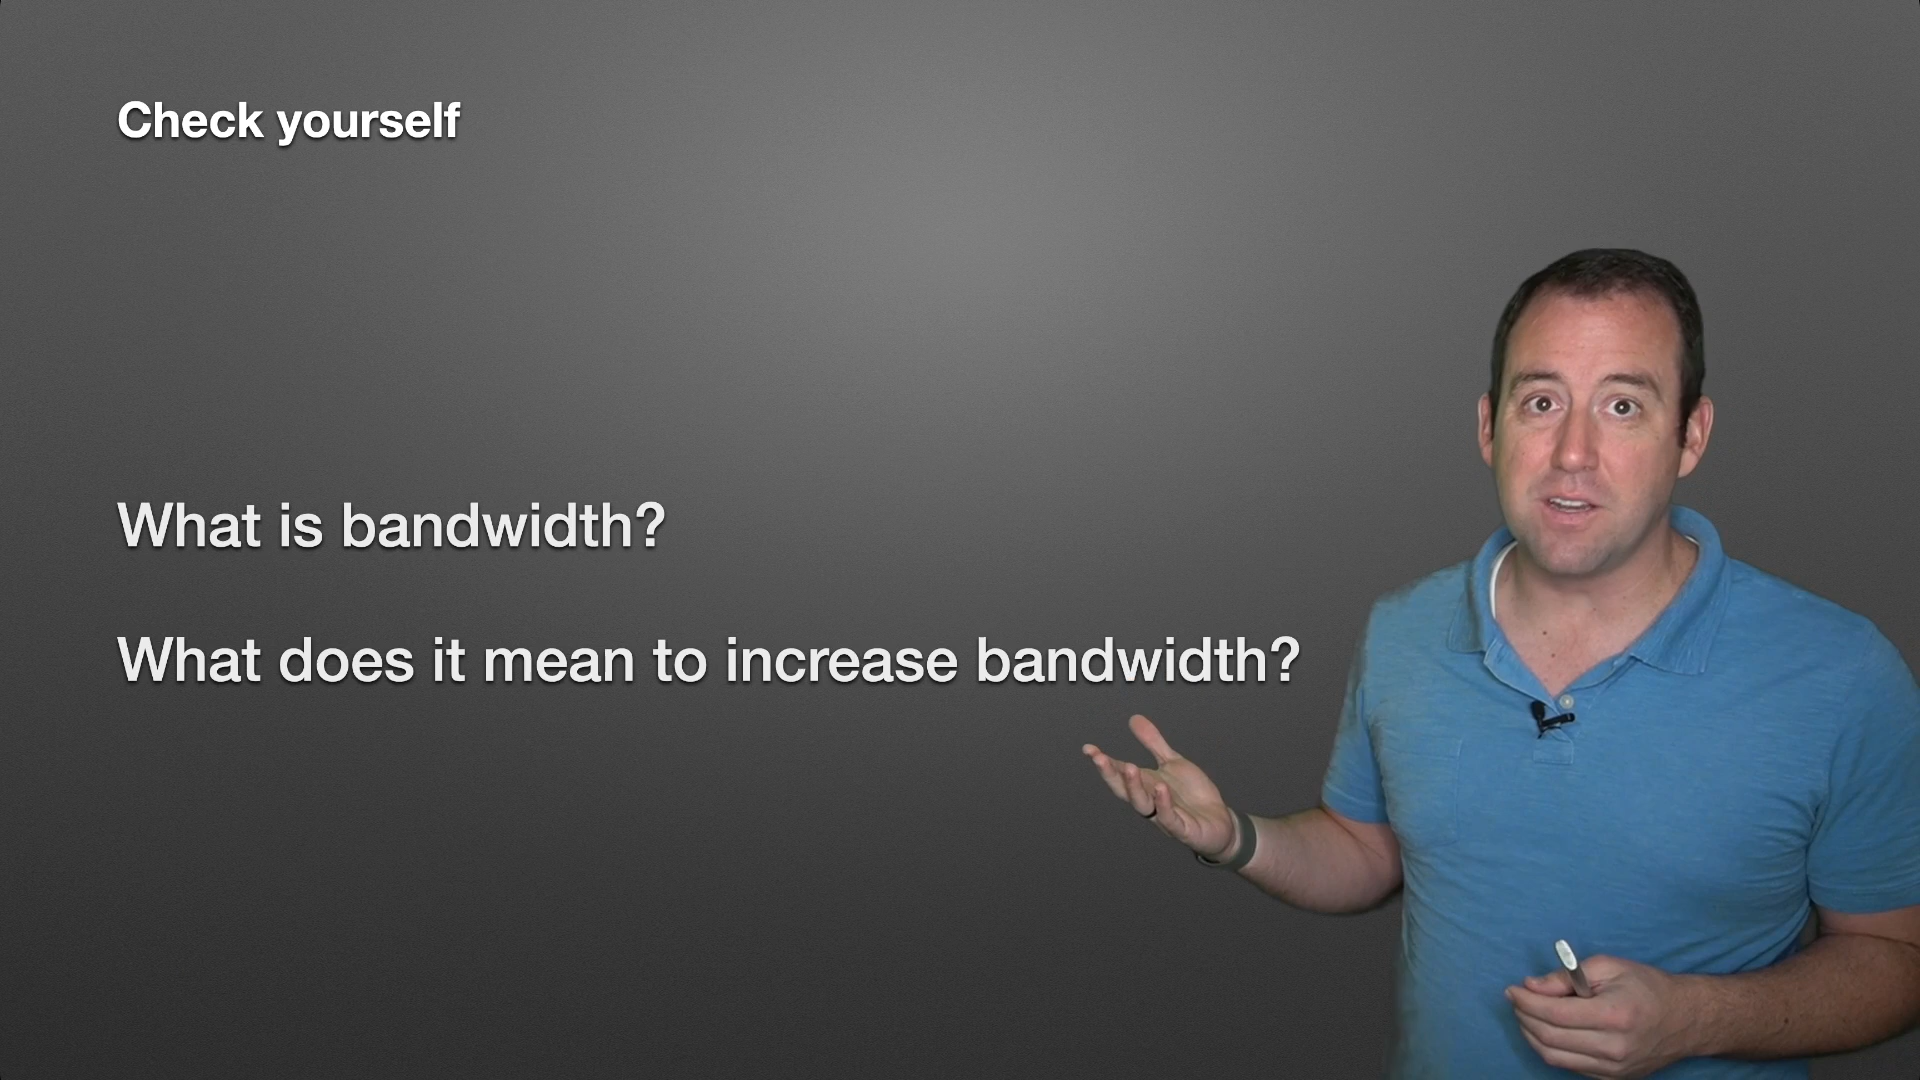 Check yourself
What is bandwidth?
What does it mean to increase bandwidth?